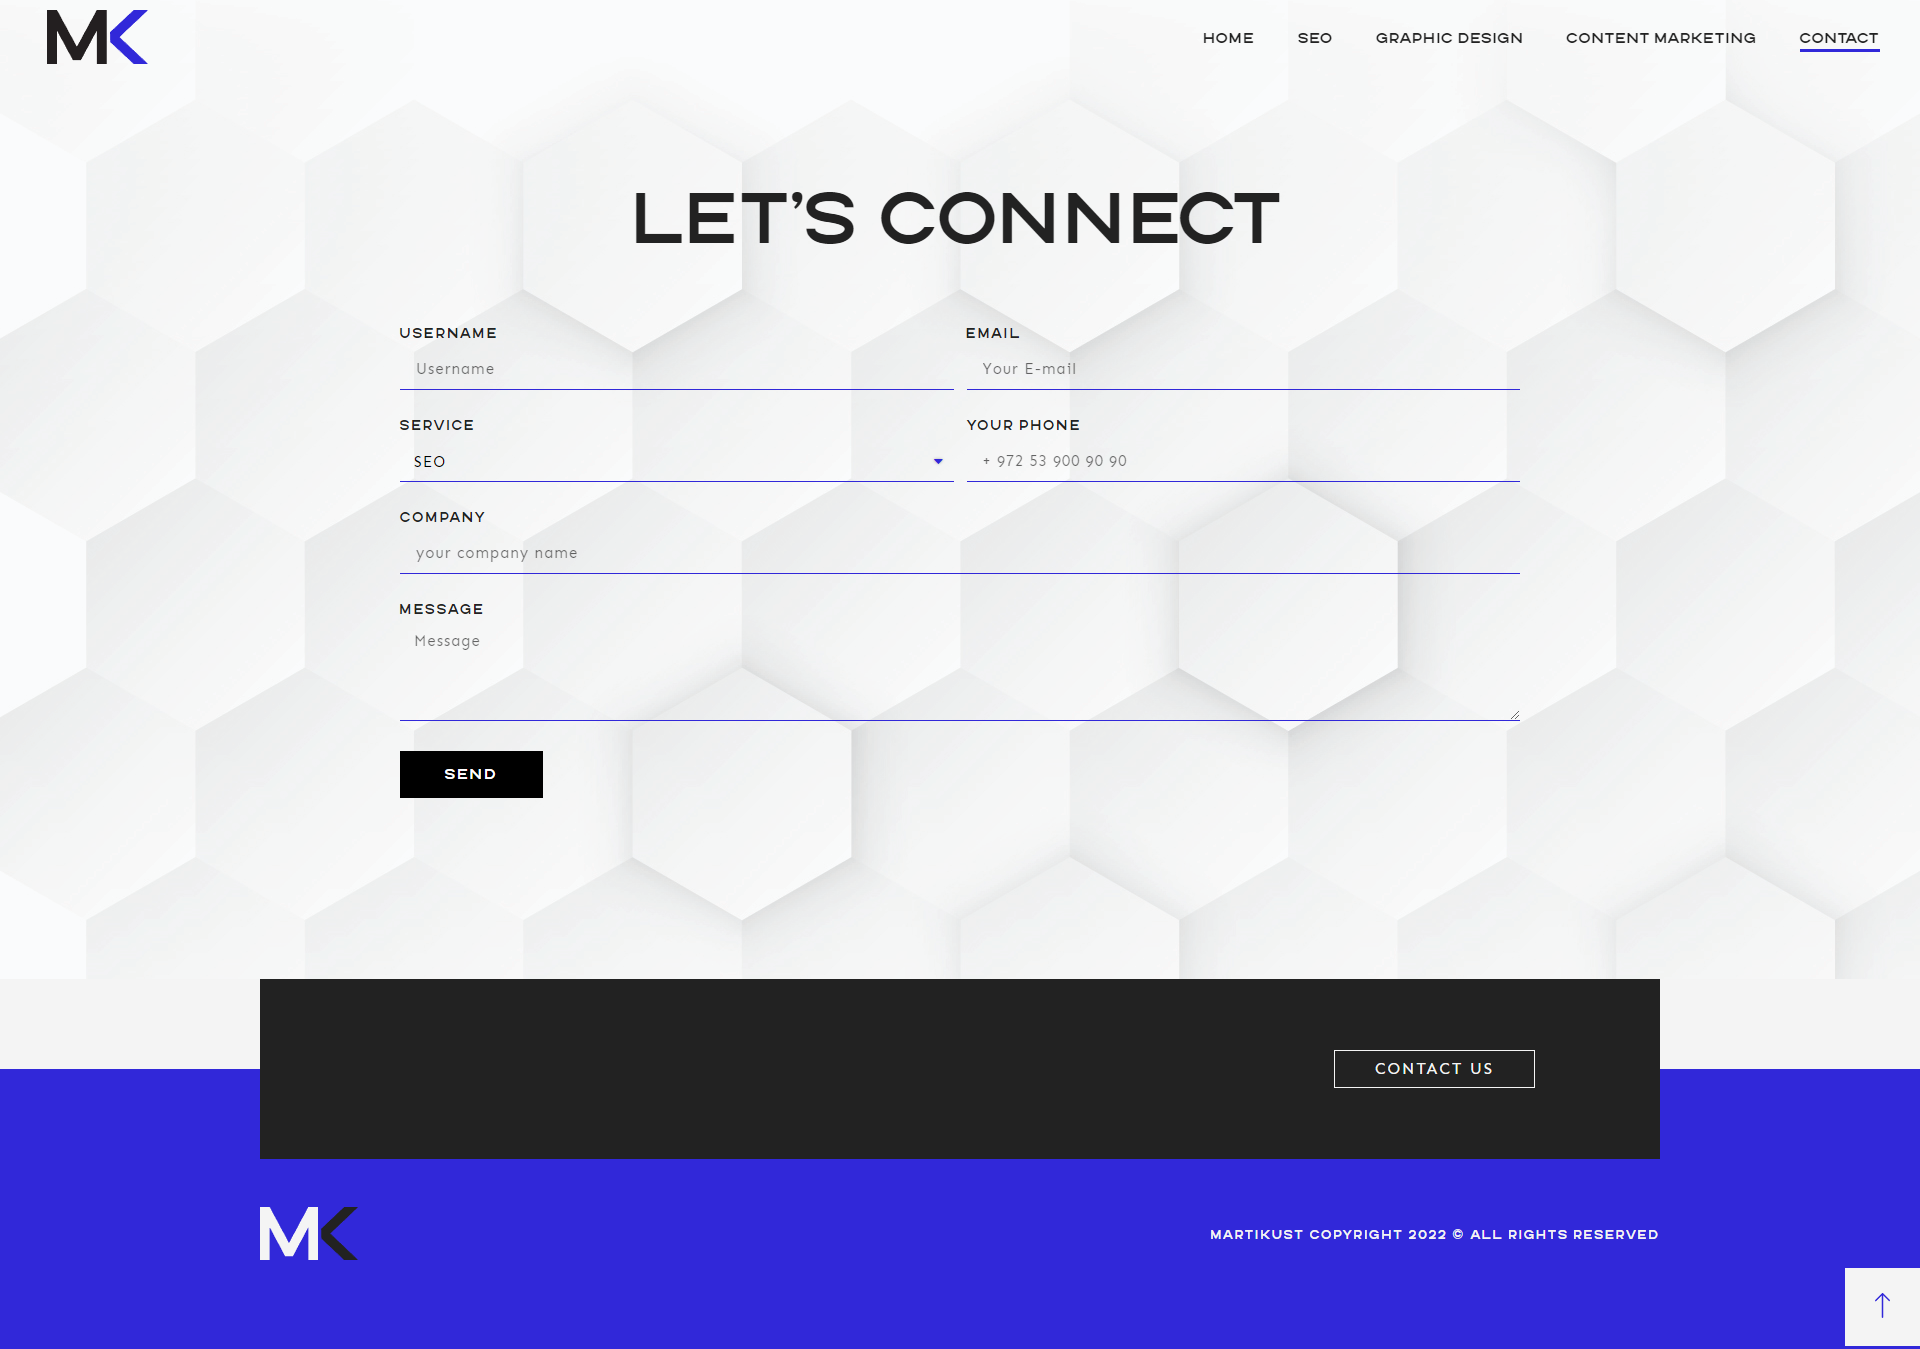 MK
HOME SEO GRAPHIC DESIGN CONTENT MARKETING CONTACT
LET'S CONNECT
USERNAME EMAIL
Username Your E-mail
SERVICE YOUR PHONE
SEO + 972 53 900 90 90
COMPANY
your company name
MESSAGE
Message
SEND
CONTACT US
MK
MARTIKUST COPYRIGHT 2022 © ALL RIGHTS RESERVED